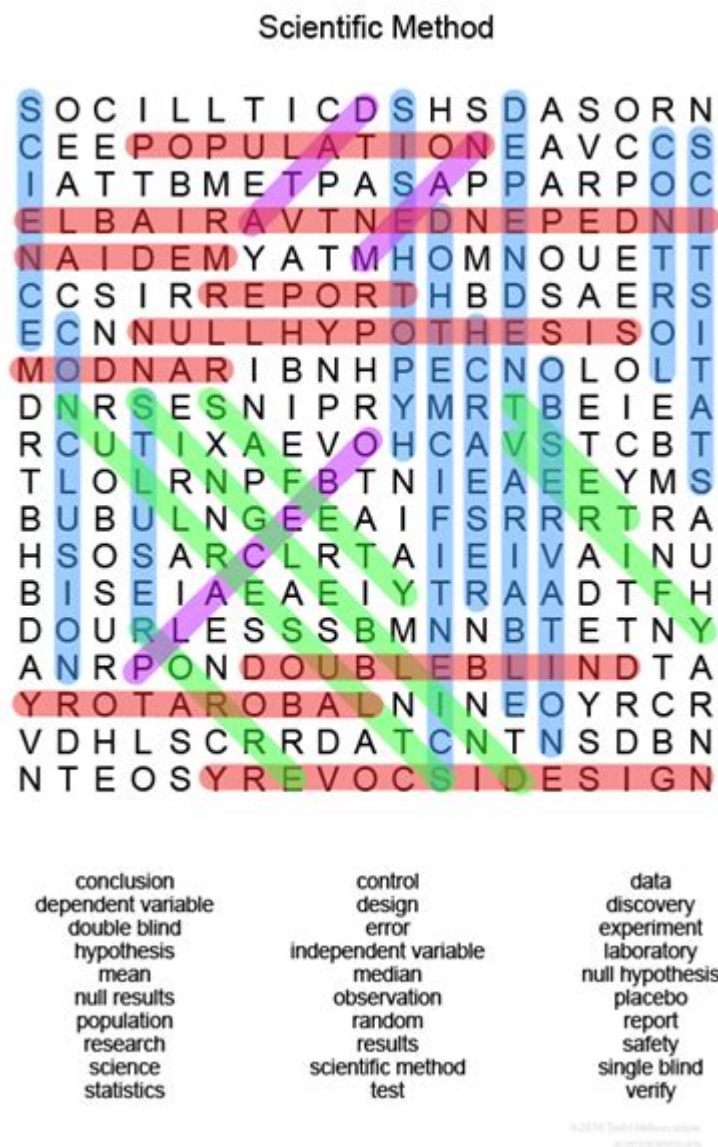 Scientific Method
S O C I L L T I C D S H S D A S O R N
C E E P O P U L A T I O N E A V C C S
I A T T B M E T P A S A P P A R P O C
E L B A I R A V T N E D N E P E D N I
N A I D E M Y A T M H O M N O U E T T
C C S I R R E P O R T H B D S A E R S
E C N N U L L H Y P O T H E S I S O I
M O D N A R I B N H P E C N O L O L T
D N R S E S N I P R Y M R T B E I E A
R C U T I X A E V O H C A V S T C B T
T L O L R N P F B T N I E A E E Y M S
B U B U L N G E E A I F S R R R T R A
H S O S A R C L R T A I E I V A I N U
B I S E I A E A E I Y T R A A D T F H
D O U R L E S S S B M N N B T E T N Y
A N R P O N D O U B L E B L I N D T A
Y R O T A R O B A L N I N E O Y R C R
V D H L S C R R D A T C N T N S D B N
N T E O S Y R E V O C S I D E S I G N
conclusion control data
dependent variable design discovery
double blind error experiment
hypothesis independent variable laboratory
mean median null hypothesis
null results observation placebo
population random report
research results safety
science scientific method single blind
statistics test verify